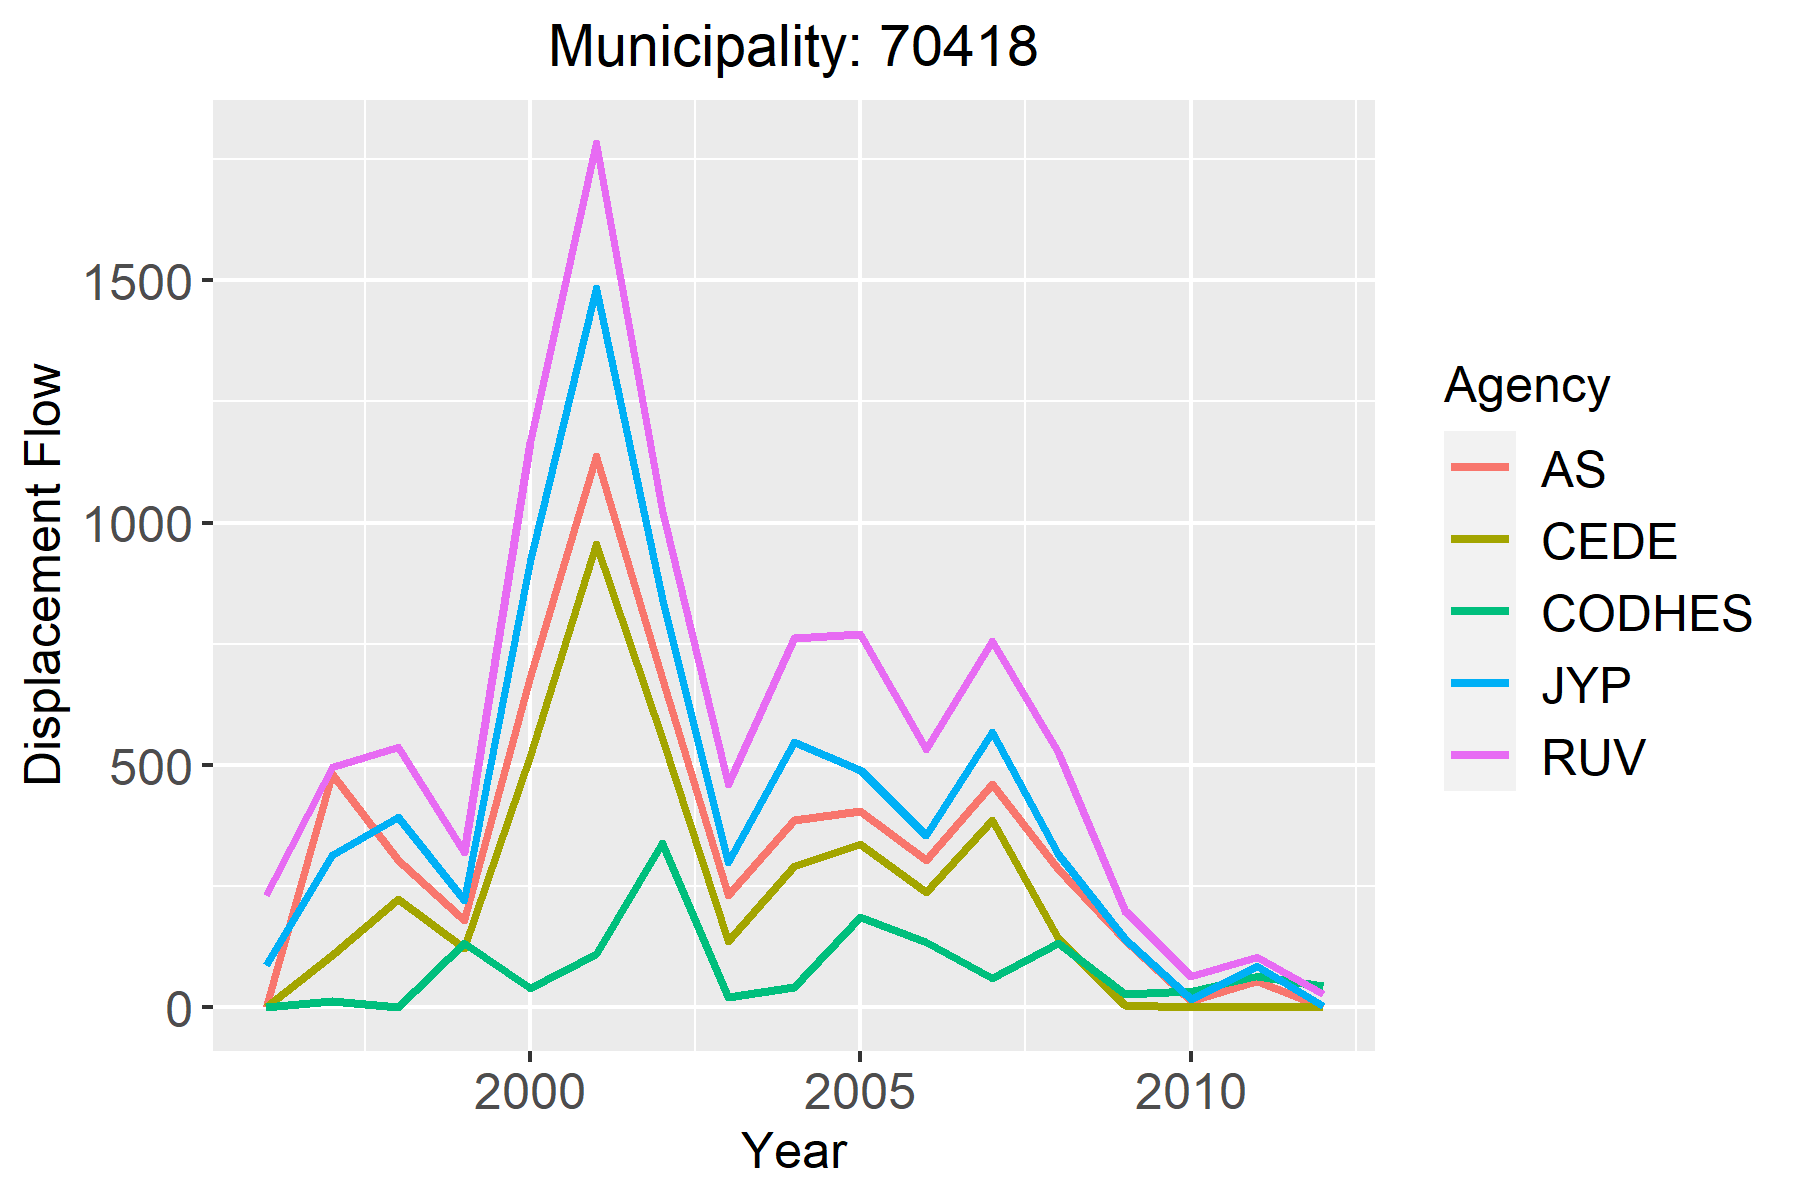 Municipality: 70418
Displacement Flow
1500
1000
500
0
2000 2005 2010
Year
Agency
AS
CEDE
CODHES
JYP
RUV